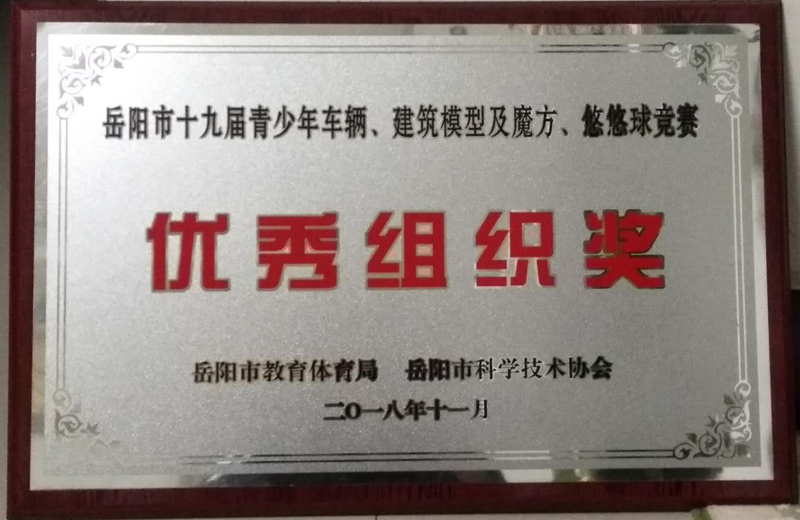 岳阳市十九届青少年车辆、建筑模型及魔方、悠悠球竞赛
优秀组织奖
岳阳市教育体育局 岳阳市科学技术协会
二〇一八年十一月